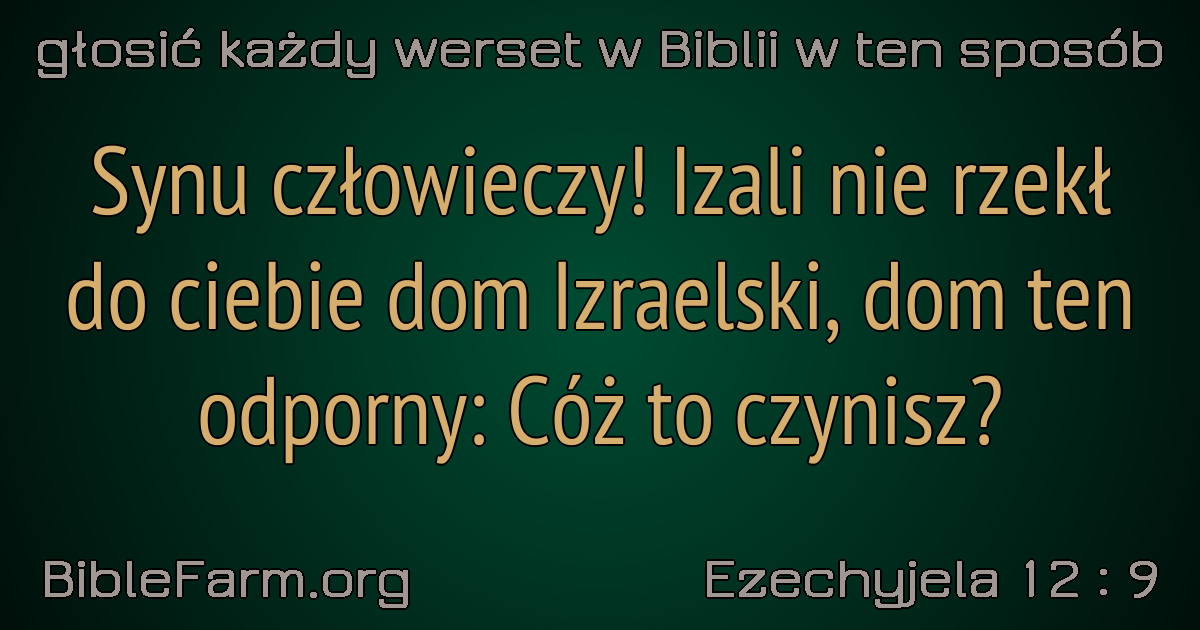 głosić każdy werset w Biblii w ten sposób
Synu człowieczy! Izali nie rzekł
do ciebie dom Izraelski, dom ten
odporny: Cóż to czynisz?
BibleFarm.org
Ezechyjela 12 : 9